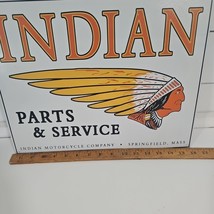 INDIAN
PARTS
& SERVICE
INDIAN MOTORCYCLE COMPANY • SPRINGFIELD, MASS